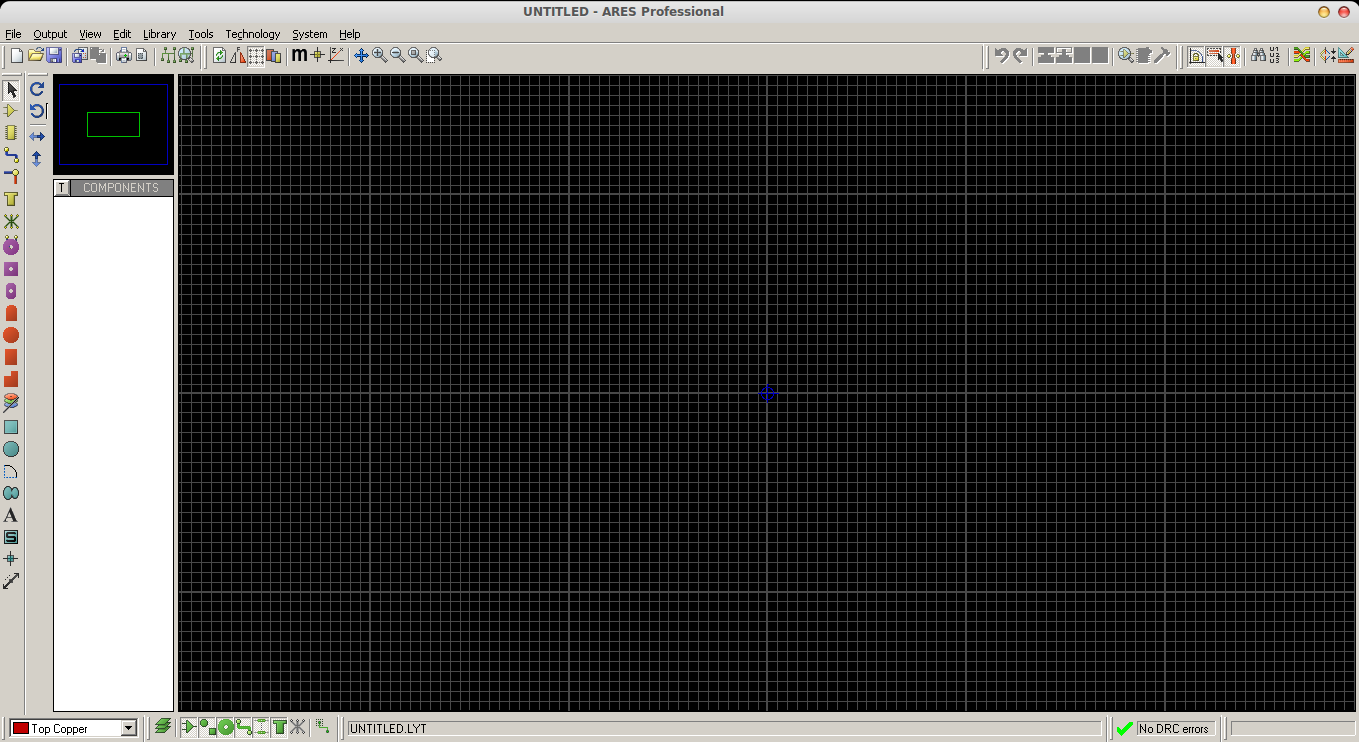 UNTITLED - ARES Professional
File Output View Edit Library Tools Technology System Help
m
T COMPONENTS
A
S
Top Copper
UNTITLED.LYT
No DRC errors